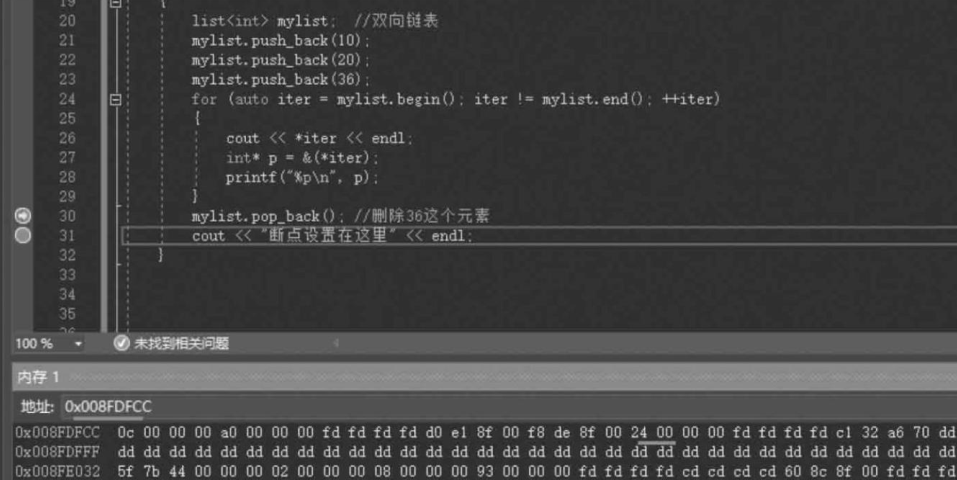 {
20 list<int> mylist; //双向链表
21 mylist.push_back(10);
22 mylist.push_back(20);
23 mylist.push_back(36);
24 for (auto iter = mylist.begin(); iter != mylist.end(); ++iter)
25 {
26 cout << *iter << endl;
27 int* p = &(*iter);
28 printf("%p\n", p);
29 }
30 mylist.pop_back(); //删除36这个元素
31 cout << "断点设置在这里" << endl;
32 }
33
34
35
100 % 未找到相关问题
内存 1
地址: 0x008FDFCC
0x008FDFCC 0c 00 00 00 a0 00 00 00 fd fd fd fd d0 e1 8f 00 f8 de 8f 00 24 00 00 00 fd fd fd fd c1 32 a6 70 dd
0x008FDFFF dd dd dd dd dd dd dd dd dd dd dd dd dd dd dd dd dd dd dd dd dd dd dd dd dd dd dd dd dd dd dd dd dd
0x008FE032 5f 7b 44 00 00 00 02 00 00 00 08 00 00 00 93 00 00 00 fd fd fd fd cd cd cd cd 60 8c 8f 00 fd fd fd